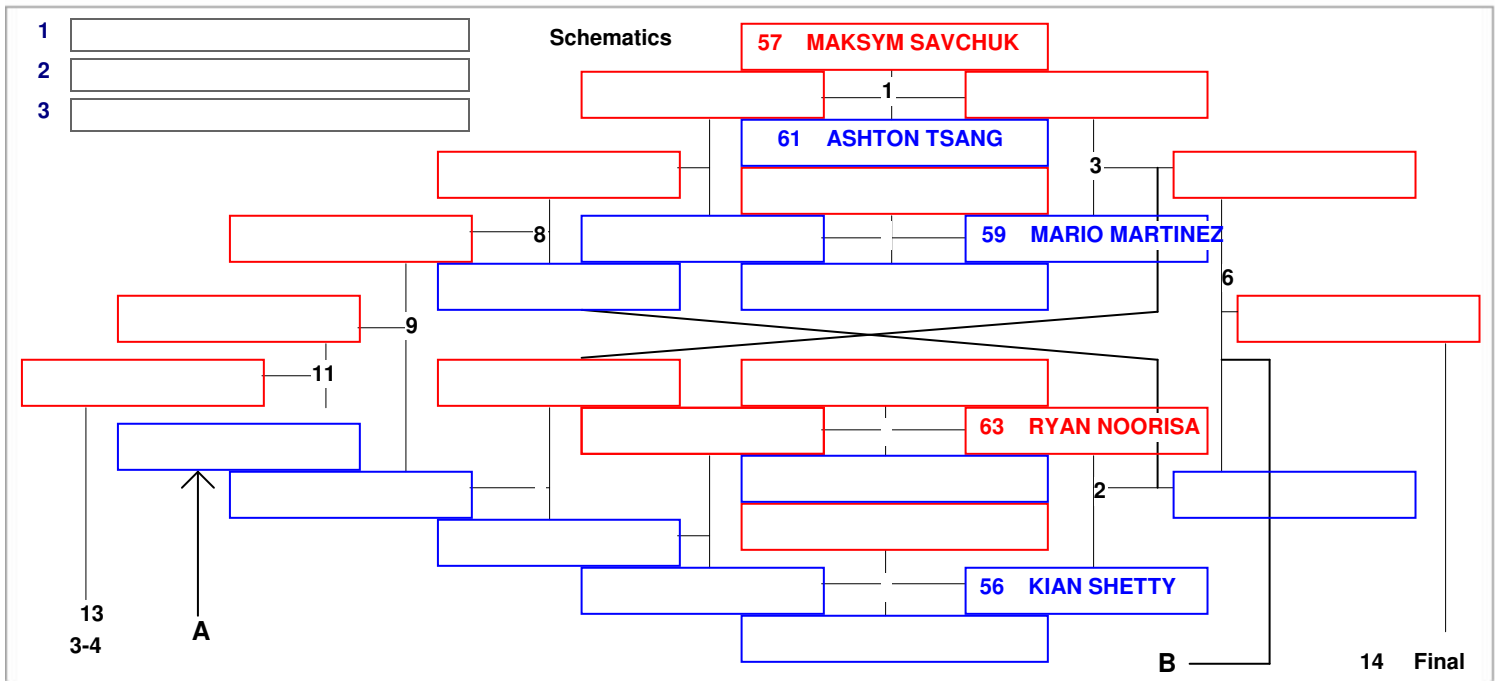 1
Schematics
57 MAKSYM SAVCHUK
2
1
3
61 ASHTON TSANG
3
8
59 MARIO MARTINEZ
6
9
11
63 RYAN NOORISA
2
56 KIAN SHETTY
13
A
3-4
B
14 Final